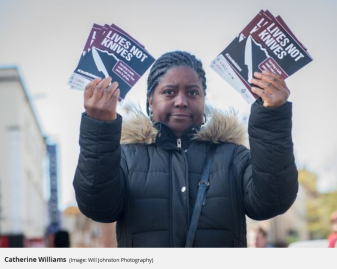 LIVES NOT
KNIVES
LIVES NOT
KNIVES
Catherine Williams (Image: Will Johnston Photography)